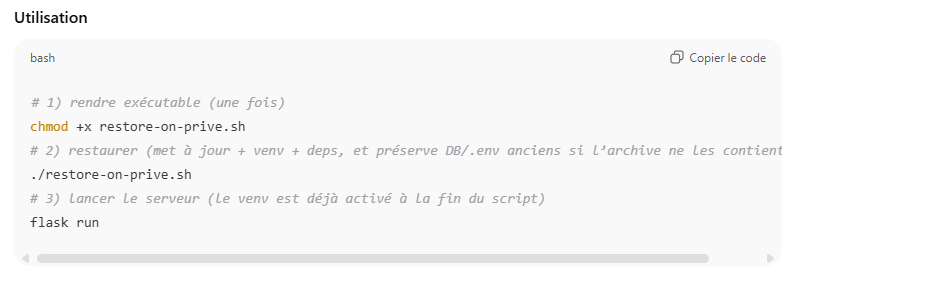 Utilisation
bash
Copier le code
# 1) rendre exécutable (une fois)
chmod +x restore-on-prive.sh
# 2) restaurer (met à jour + venv + deps, et préserve DB/.env anciens si l’archive ne les contient
./restore-on-prive.sh
# 3) lancer le serveur (le venv est déjà activé à la fin du script)
flask run